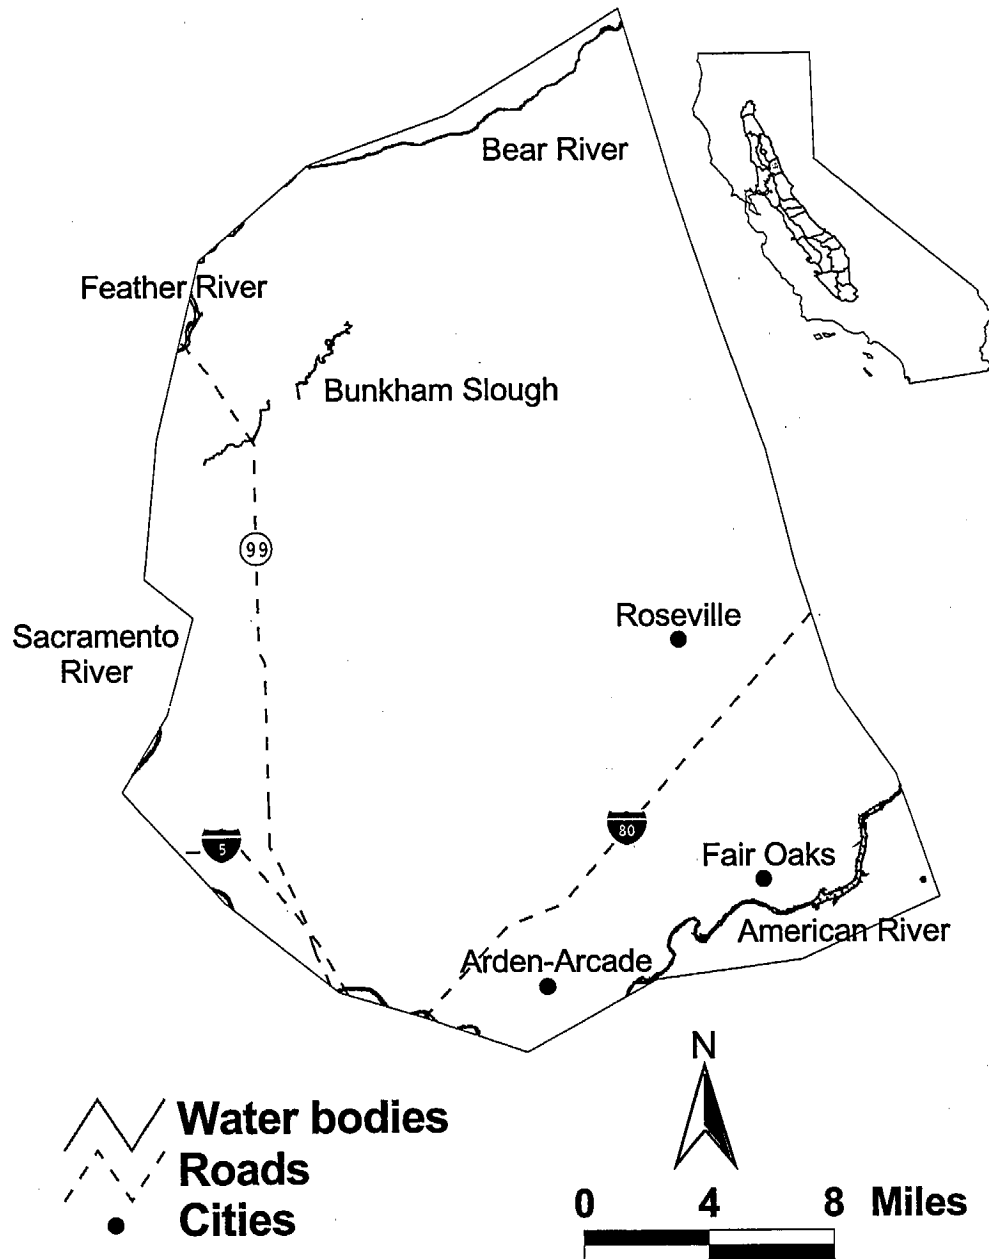 Bear River
Feather River
Bunkham Slough
99
Roseville
Sacramento
River
80
5
Fair Oaks
American River
Arden-Arcade
N
Water bodies
Roads
Cities
0 4 8 Miles